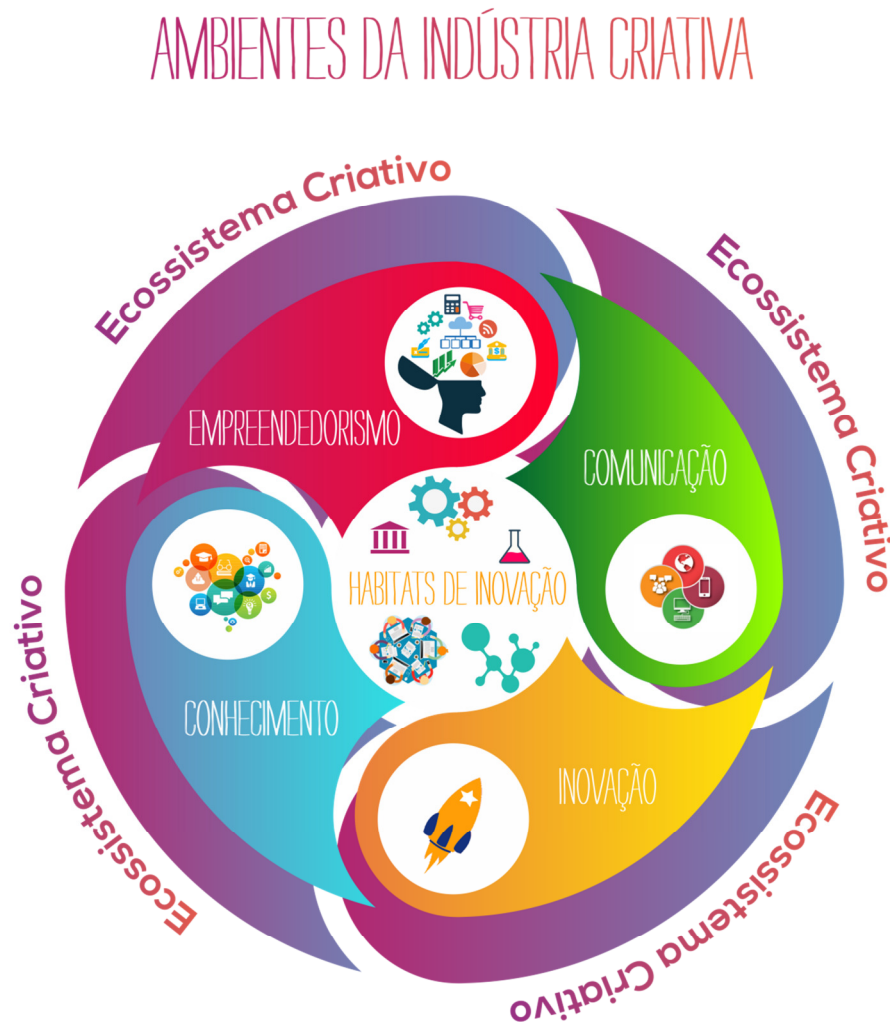 AMBIENTES DA INDÚSTRIA CRIATIVA
Ecossistema Criativo
Ecossistema Criativo
EMPREENDEDORISMO
COMUNICAÇÃO
HABITATS DE INOVAÇÃO
CONHECIMENTO
INOVAÇÃO
Ecossistema Criativo
Ecossistema Criativo